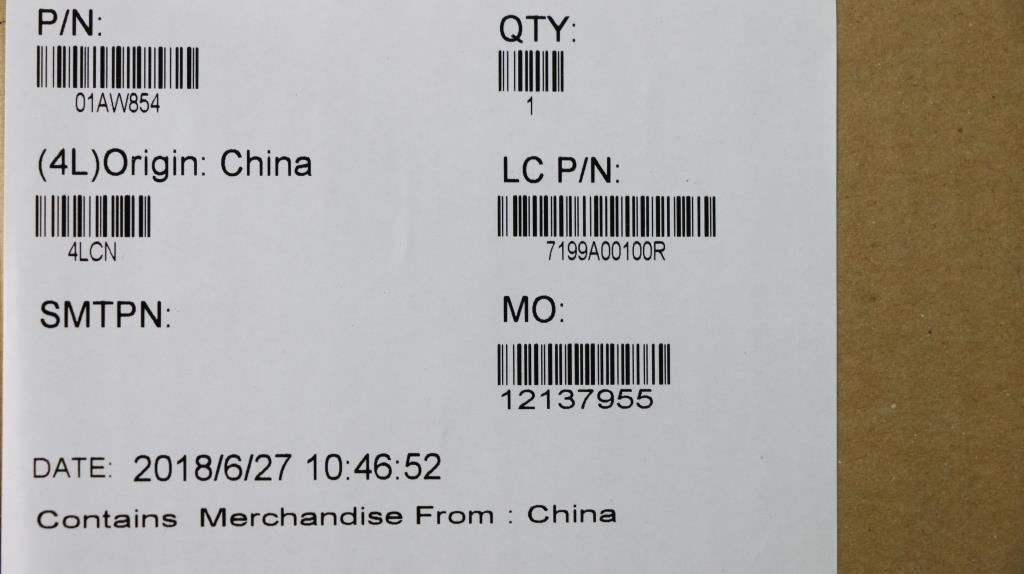 P/N:
01AW854
QTY:
1
(4L)Origin: China
4LCN
LC P/N:
7199A00100R
SMTPN:
MO:
12137955
DATE: 2018/6/27 10:46:52
Contains Merchandise From : China